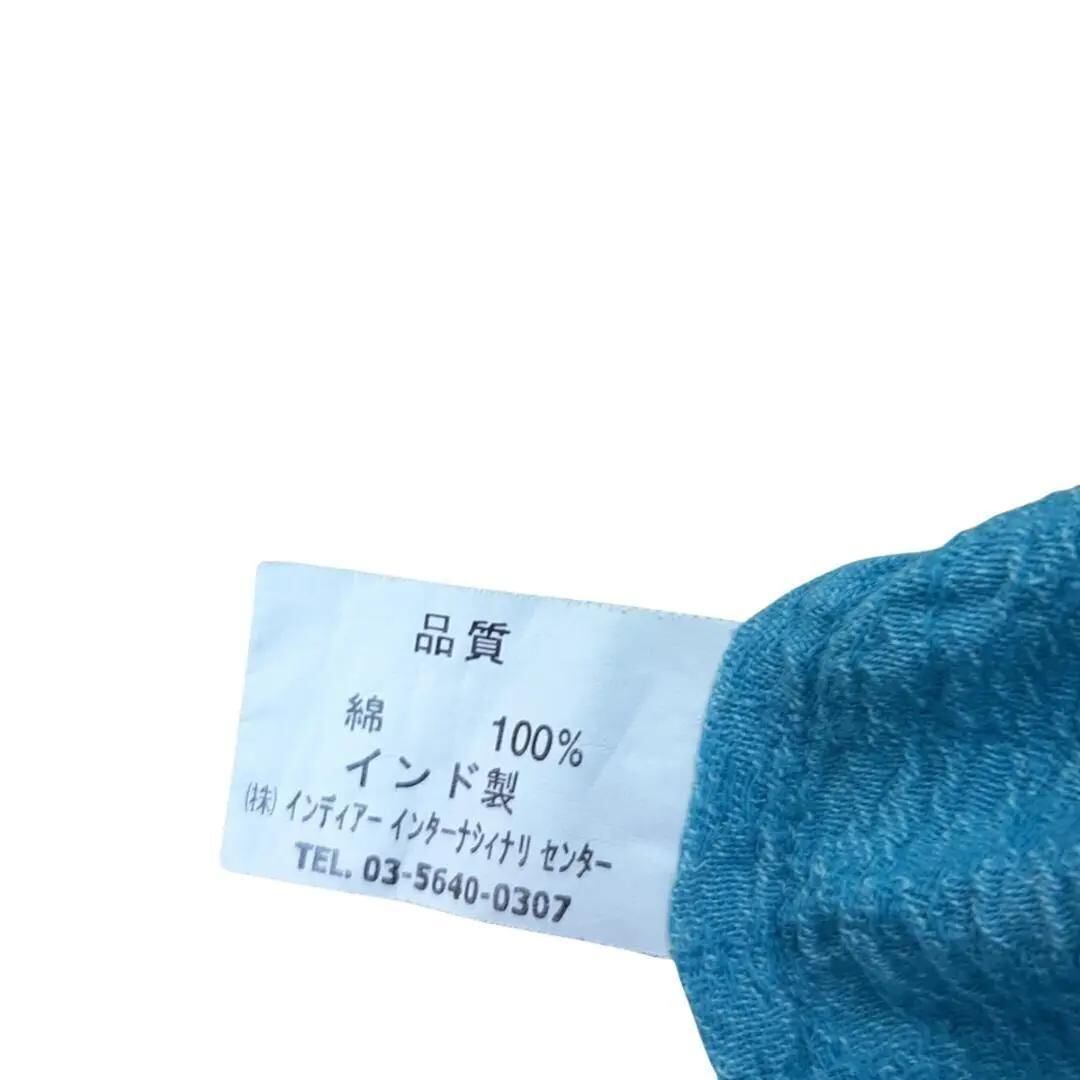 品質
綿 100%
インド製
(株) インディアー インターナシィナリ センター
TEL. 03-5640-0307